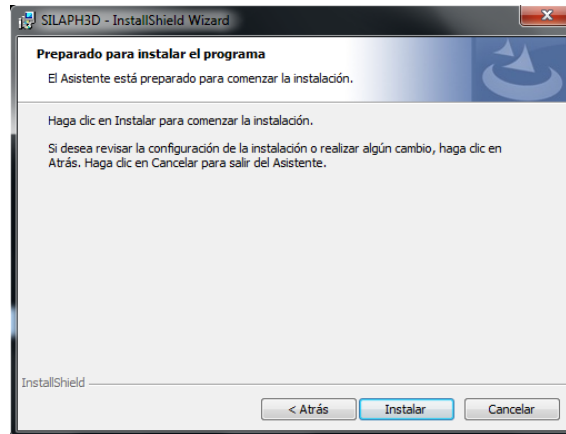 SILAPH3D - InstallShield Wizard
Preparado para instalar el programa
El Asistente está preparado para comenzar la instalación.
Haga clic en Instalar para comenzar la instalación.
Si desea revisar la configuración de la instalación o realizar algún cambio, haga clic en
Atrás. Haga clic en Cancelar para salir del Asistente.
InstallShield
< Atrás
Instalar
Cancelar